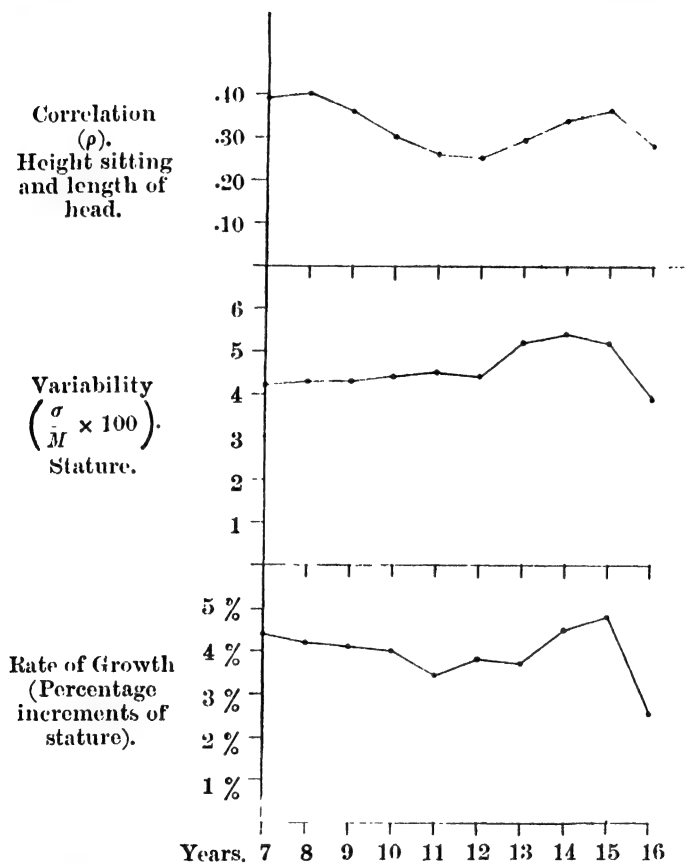 Correlation
(ρ).
Height sitting
and length of
head.
.40
.30
.20
.10
Variability
(σ/M × 100).
Stature.
6
5
4
3
2
1
Rate of Growth
(Percentage
increments of
stature).
5 %
4 %
3 %
2 %
1 %
Years. 7 8 9 10 11 12 13 14 15 16